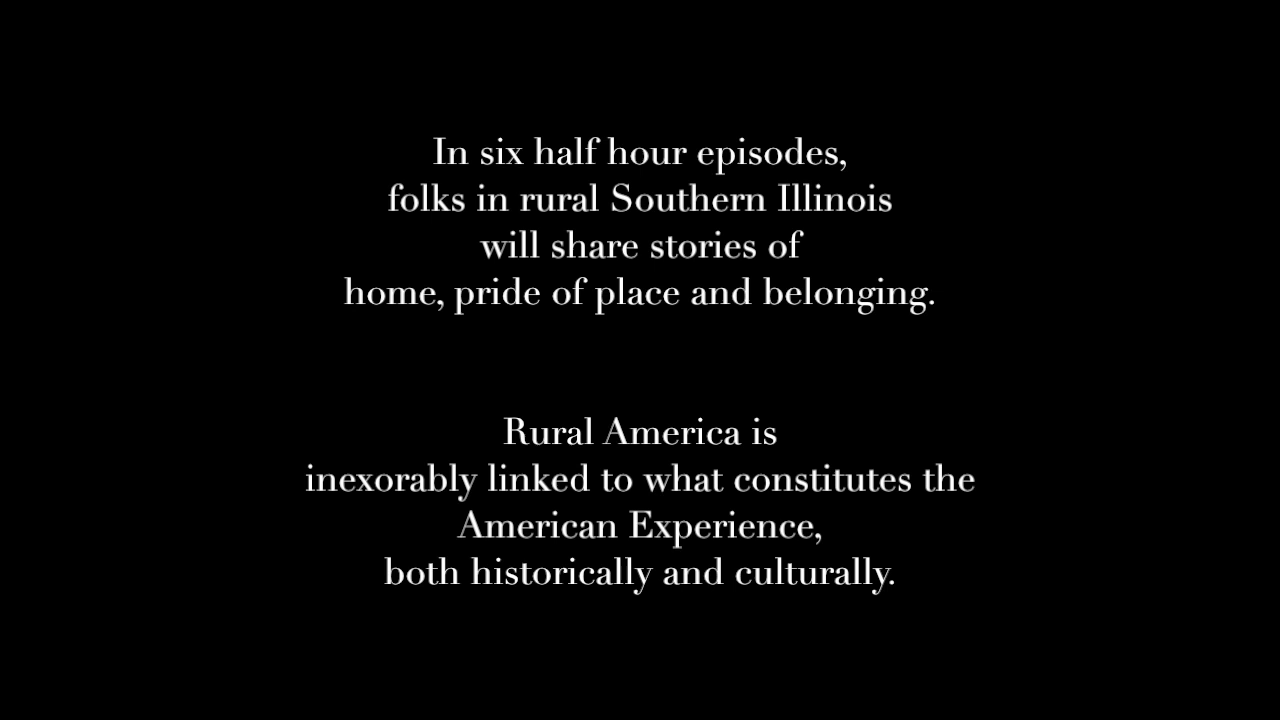 In six half hour episodes,
folks in rural Southern Illinois
will share stories of
home, pride of place and belonging.
Rural America is
inexorably linked to what constitutes the
American Experience,
both historically and culturally.